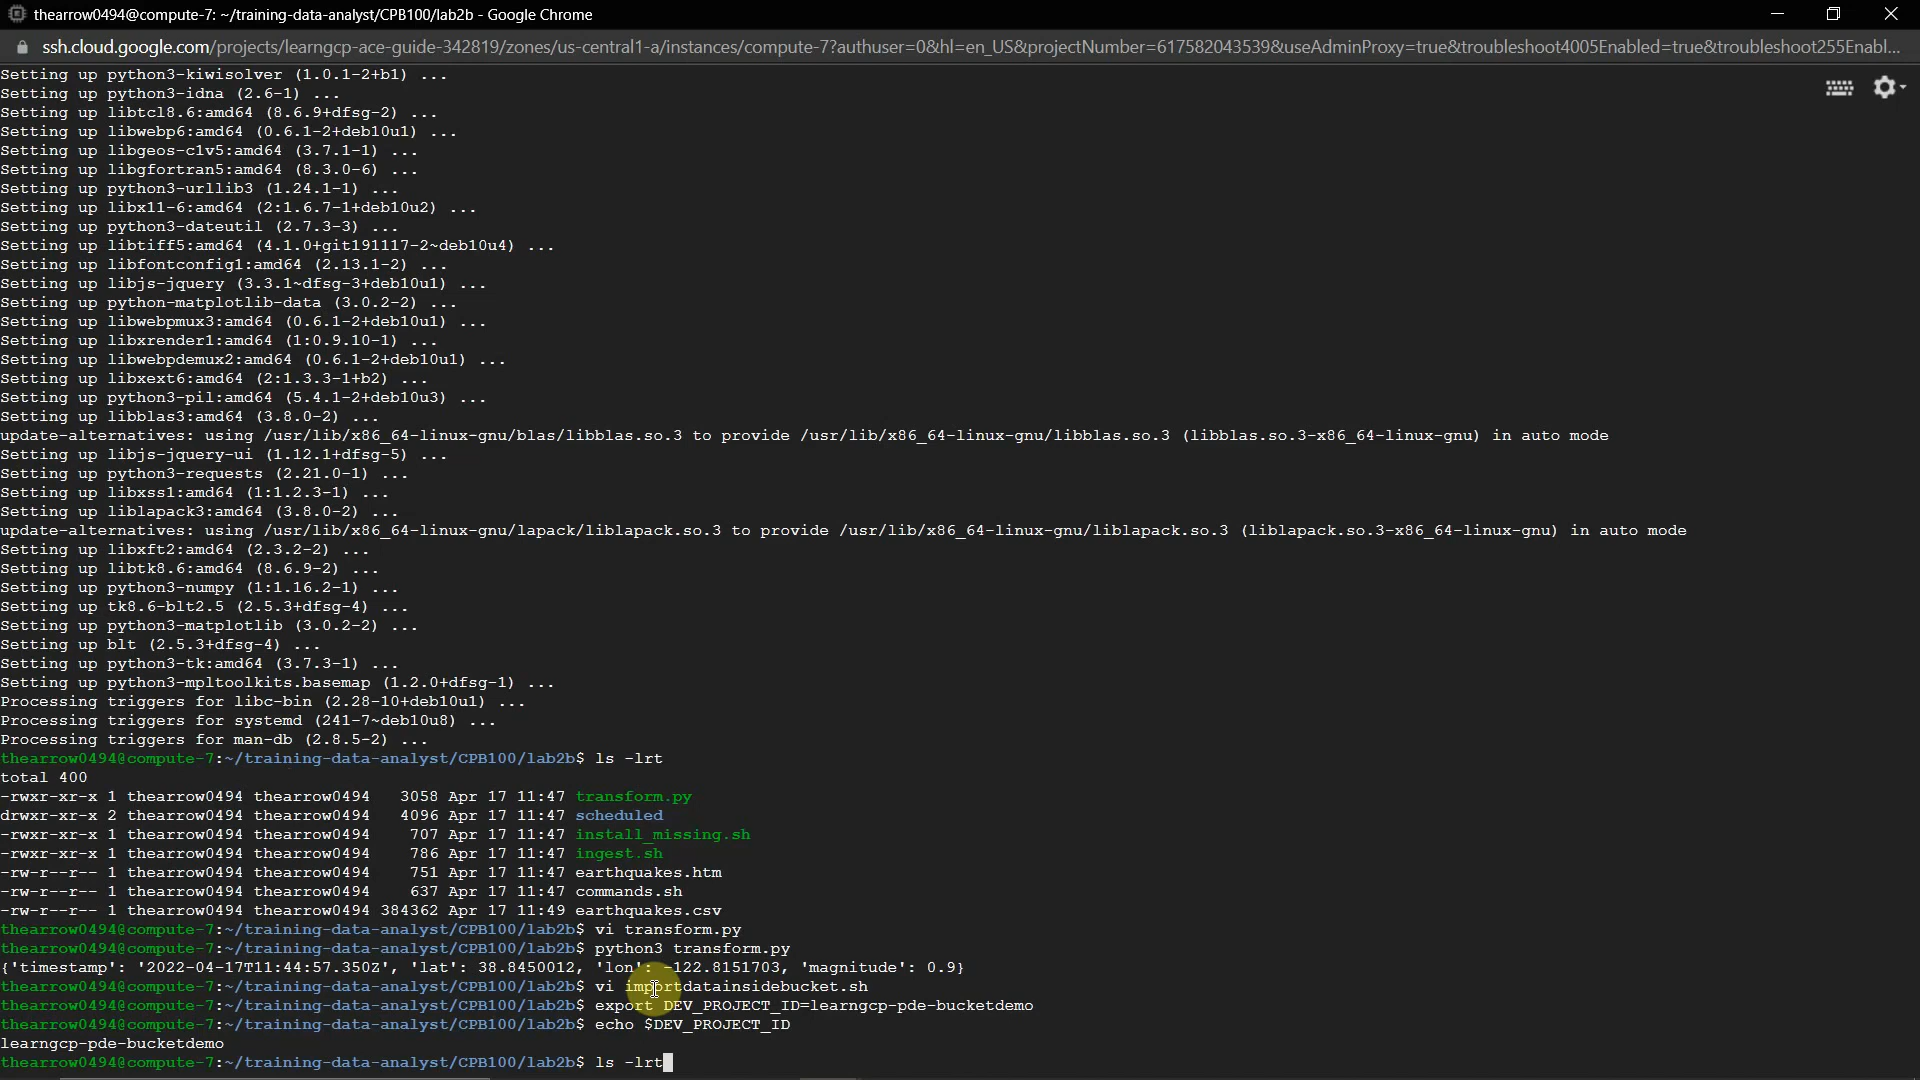 thearrow0494@compute-7: ~/training-data-analyst/CPB100/lab2b - Google Chrome
ssh.cloud.google.com/projects/learngcp-ace-guide-342819/zones/us-central1-a/instances/compute-7?authuser=0&hl=en_US&projectNumber=617582043539&useAdminProxy=true&troubleshoot4005Enabled=true&troubleshoot255Enabl...
Setting up python3-kiwisolver (1.0.1-2+b1) ...
Setting up python3-idna (2.6-1) ...
Setting up libtcl8.6:amd64 (8.6.9+dfsg-2) ...
Setting up libwebp6:amd64 (0.6.1-2+deb10u1) ...
Setting up libgeos-c1v5:amd64 (3.7.1-1) ...
Setting up libgfortran5:amd64 (8.3.0-6) ...
Setting up python3-urllib3 (1.24.1-1) ...
Setting up libx11-6:amd64 (2:1.6.7-1+deb10u2) ...
Setting up python3-dateutil (2.7.3-3) ...
Setting up libtiff5:amd64 (4.1.0+git191117-2~deb10u4) ...
Setting up libfontconfig1:amd64 (2.13.1-2) ...
Setting up libjs-jquery (3.3.1~dfsg-3+deb10u1) ...
Setting up python-matplotlib-data (3.0.2-2) ...
Setting up libwebpmux3:amd64 (0.6.1-2+deb10u1) ...
Setting up libxrender1:amd64 (1:0.9.10-1) ...
Setting up libwebpdemux2:amd64 (0.6.1-2+deb10u1) ...
Setting up libxext6:amd64 (2:1.3.3-1+b2) ...
Setting up python3-pil:amd64 (5.4.1-2+deb10u3) ...
Setting up libblas3:amd64 (3.8.0-2) ...
update-alternatives: using /usr/lib/x86_64-linux-gnu/blas/libblas.so.3 to provide /usr/lib/x86_64-linux-gnu/libblas.so.3 (libblas.so.3-x86_64-linux-gnu) in auto mode
Setting up libjs-jquery-ui (1.12.1+dfsg-5) ...
Setting up python3-requests (2.21.0-1) ...
Setting up libxss1:amd64 (1:1.2.3-1) ...
Setting up liblapack3:amd64 (3.8.0-2) ...
update-alternatives: using /usr/lib/x86_64-linux-gnu/lapack/liblapack.so.3 to provide /usr/lib/x86_64-linux-gnu/liblapack.so.3 (liblapack.so.3-x86_64-linux-gnu) in auto mode
Setting up libxft2:amd64 (2.3.2-2) ...
Setting up libtk8.6:amd64 (8.6.9-2) ...
Setting up python3-numpy (1:1.16.2-1) ...
Setting up tk8.6-blt2.5 (2.5.3+dfsg-4) ...
Setting up python3-matplotlib (3.0.2-2) ...
Setting up blt (2.5.3+dfsg-4) ...
Setting up python3-tk:amd64 (3.7.3-1) ...
Setting up python3-mpltoolkits.basemap (1.2.0+dfsg-1) ...
Processing triggers for libc-bin (2.28-10+deb10u1) ...
Processing triggers for systemd (241-7~deb10u8) ...
Processing triggers for man-db (2.8.5-2) ...
thearrow0494@compute-7:~/training-data-analyst/CPB100/lab2b$ ls -lrt
total 400
-rwxr-xr-x 1 thearrow0494 thearrow0494   3058 Apr 17 11:47 transform.py
drwxr-xr-x 2 thearrow0494 thearrow0494   4096 Apr 17 11:47 scheduled
-rwxr-xr-x 1 thearrow0494 thearrow0494    707 Apr 17 11:47 install_missing.sh
-rwxr-xr-x 1 thearrow0494 thearrow0494    786 Apr 17 11:47 ingest.sh
-rw-r--r-- 1 thearrow0494 thearrow0494    751 Apr 17 11:47 earthquakes.htm
-rw-r--r-- 1 thearrow0494 thearrow0494    637 Apr 17 11:47 commands.sh
-rw-r--r-- 1 thearrow0494 thearrow0494 384362 Apr 17 11:49 earthquakes.csv
thearrow0494@compute-7:~/training-data-analyst/CPB100/lab2b$ vi transform.py
thearrow0494@compute-7:~/training-data-analyst/CPB100/lab2b$ python3 transform.py
{'timestamp': '2022-04-17T11:44:57.350Z', 'lat': 38.8450012, 'lon': -122.8151703, 'magnitude': 0.9}
thearrow0494@compute-7:~/training-data-analyst/CPB100/lab2b$ vi importdatainsidebucket.sh
thearrow0494@compute-7:~/training-data-analyst/CPB100/lab2b$ export DEV_PROJECT_ID=learngcp-pde-bucketdemo
thearrow0494@compute-7:~/training-data-analyst/CPB100/lab2b$ echo $DEV_PROJECT_ID
learngcp-pde-bucketdemo
thearrow0494@compute-7:~/training-data-analyst/CPB100/lab2b$ ls -lrt